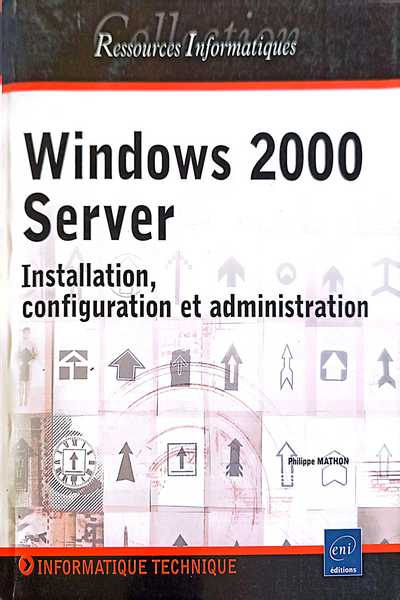 Collection
Ressources Informatiques
Windows 2000
Server
Installation,
configuration et administration
Philippe MATHON
INFORMATIQUE TECHNIQUE
eni
éditions